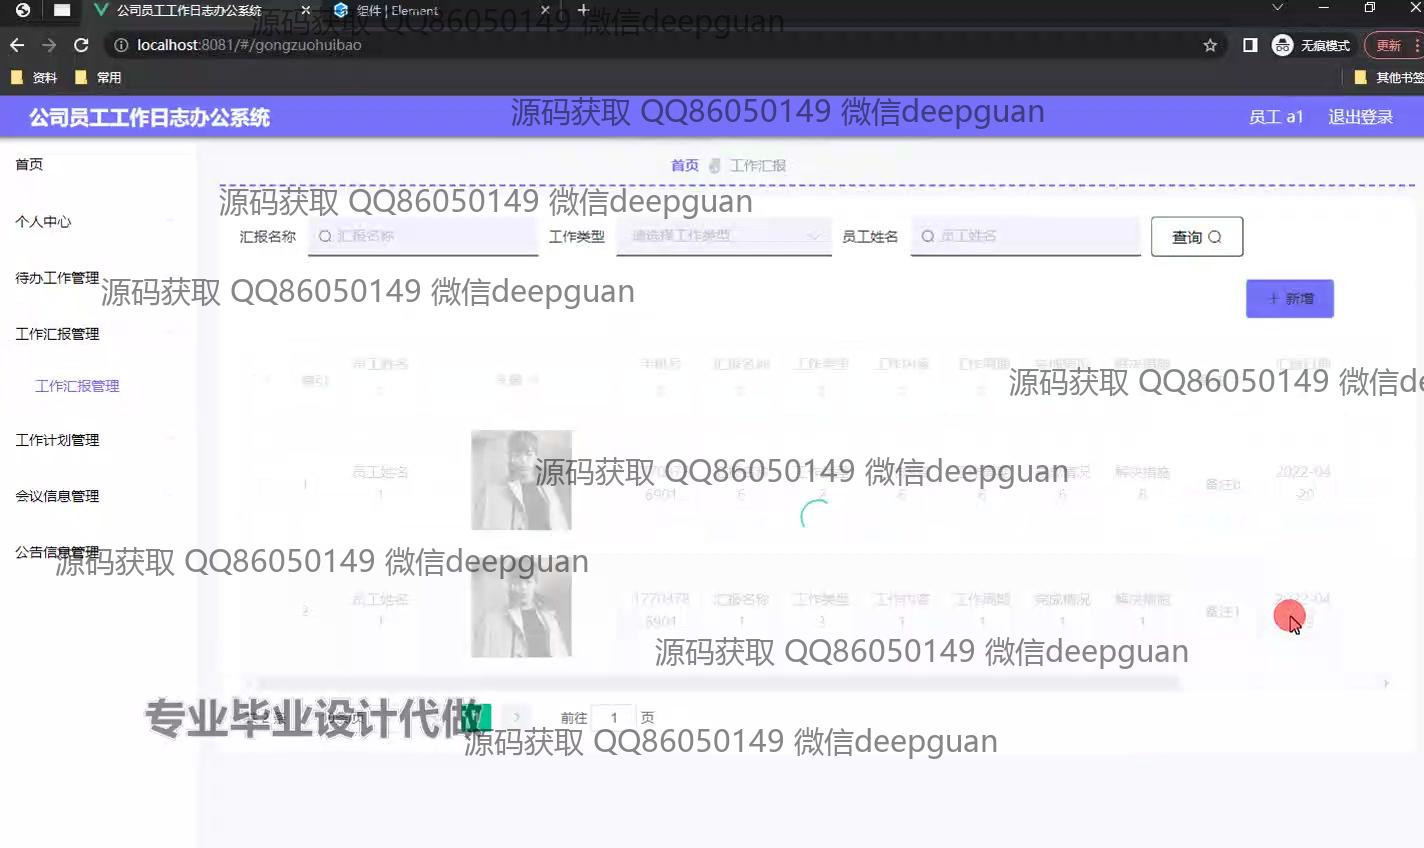 公司员工工作日志办公系统
组件 | Element
源码获取 QQ86050149 微信deepguan
localhost:8081/#/gongzuohuibao
无痕模式
更新
资料
常用
其他书签
公司员工工作日志办公系统
源码获取 QQ86050149 微信deepguan
员工 a1
退出登录
首页
首页
工作汇报
源码获取 QQ86050149 微信deepguan
个人中心
汇报名称
汇报名称
工作类型
请选择工作类型
员工姓名
员工姓名
查询
待办工作管理
源码获取 QQ86050149 微信deepguan
+ 新增
工作汇报管理
索引
员工姓名
头像
手机号
汇报名称
工作类型
工作内容
工作周期
完成情况
解决措施
汇报日期
源码获取 QQ86050149 微信de
工作汇报管理
工作计划管理
1
员工姓名
1
源码获取 QQ86050149 微信deepguan
6901
6
6
6
6
解决措施
8
2022-04
-20
会议信息管理
公告信息管理
源码获取 QQ86050149 微信deepguan
2
员工姓名
1
1770478
6901
汇报名称
1
工作类型
3
工作内容
1
工作周期
1
完成情况
1
解决措施
1
备注1
2022-04
源码获取 QQ86050149 微信deepguan
专业毕业设计代做
前往
1
页
源码获取 QQ86050149 微信deepguan